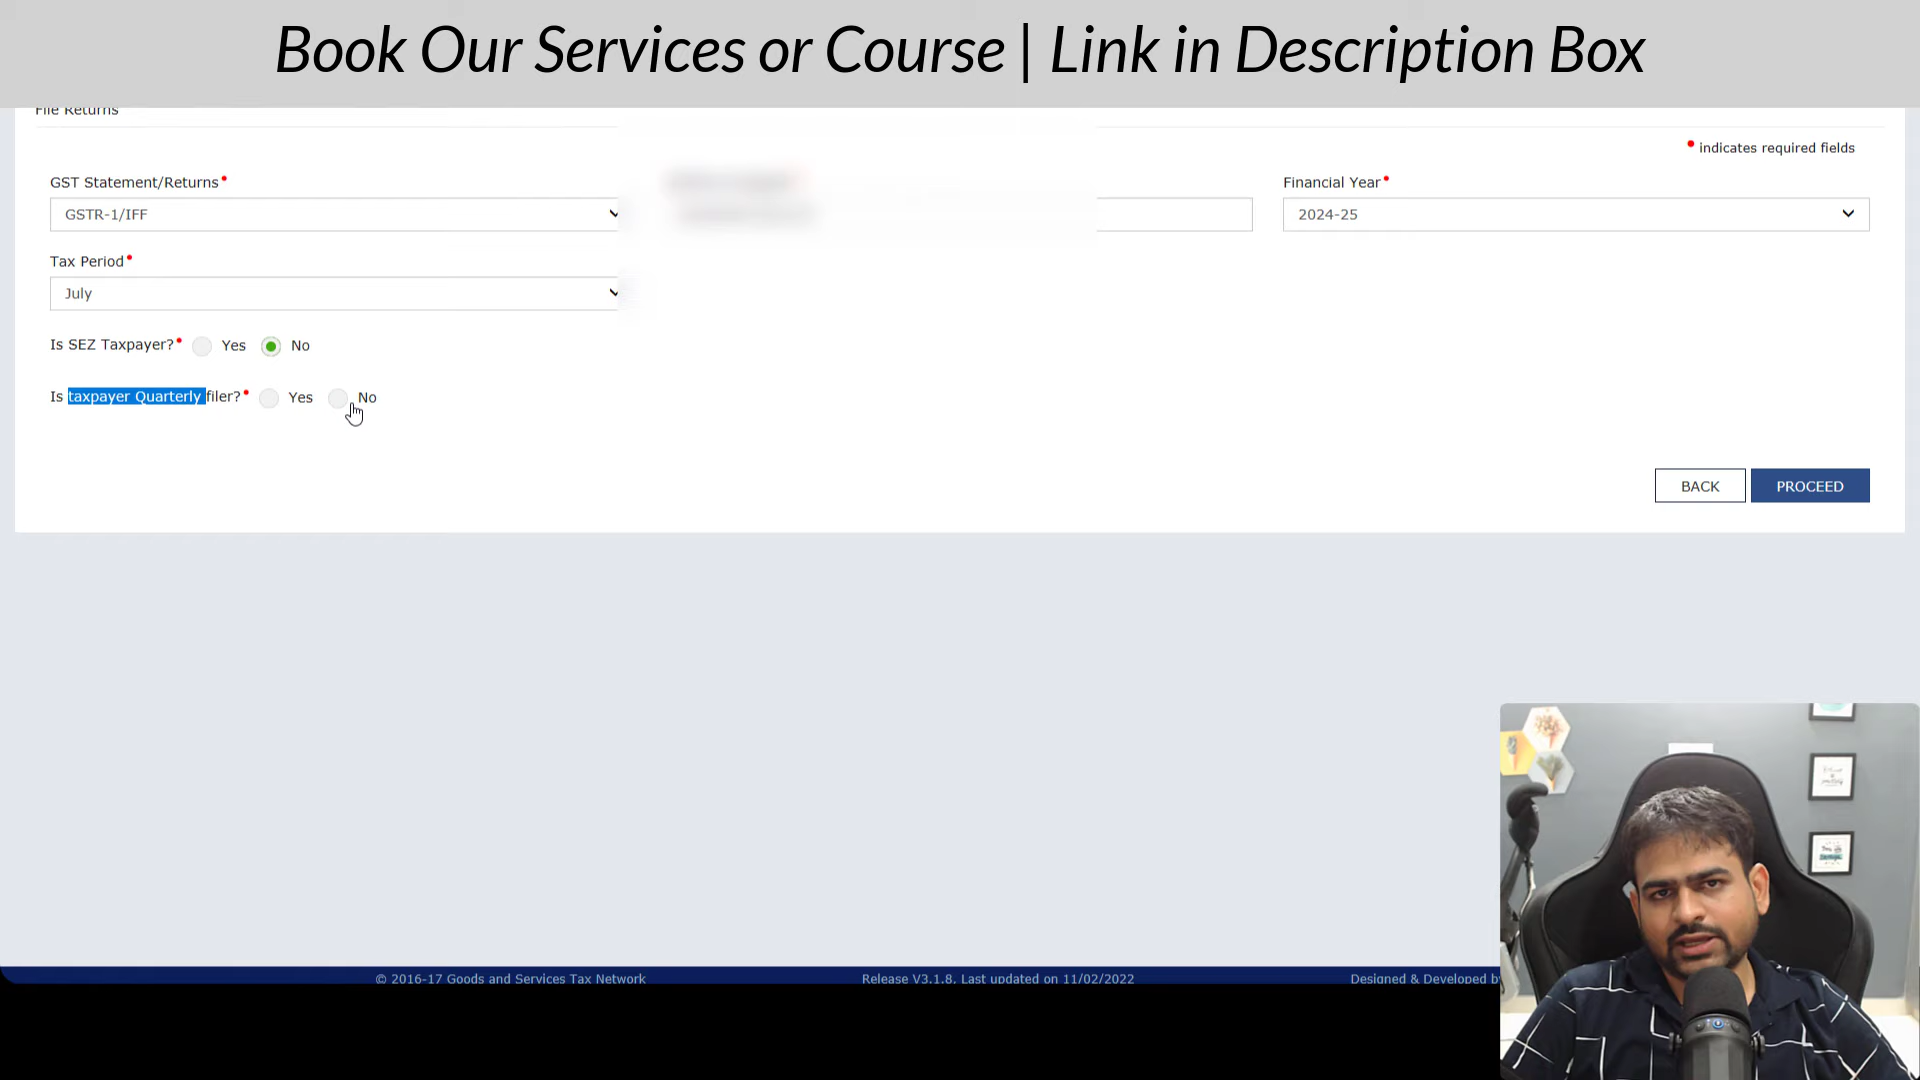 Book Our Services or Course | Link in Description Box
File Returns
• indicates required fields
GST Statement/Returns•
Financial Year•
GSTR-1/IFF
2024-25
Tax Period•
July
Is SEZ Taxpayer?• Yes No
Is taxpayer Quarterly filer?• Yes No
BACK
PROCEED
© 2016-17 Goods and Services Tax Network
Release V3.1.8. Last updated on 11/02/2022
Designed & Developed by